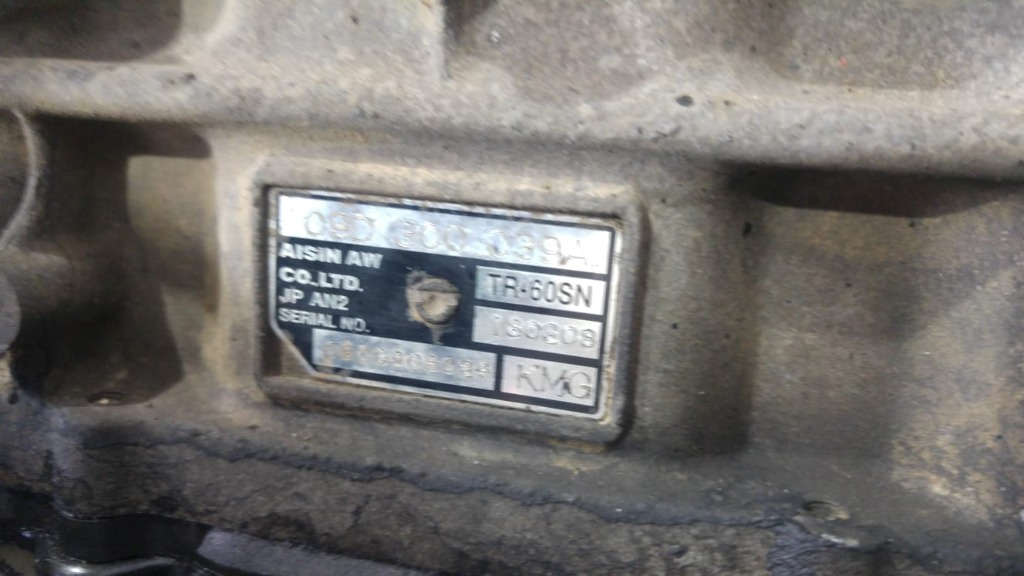 09D 300 039A
AISIN AW
CO.,LTD.
TR-60SN
JP AN2
SERIAL NO.
KMG